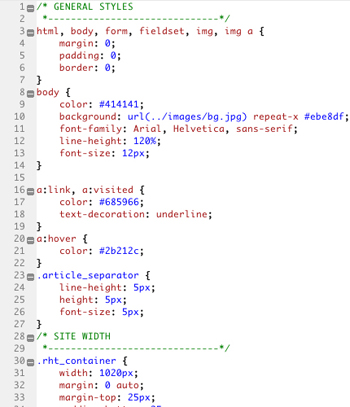 1 /* GENERAL STYLES
2 *-----------------------------*/
3 html, body, form, fieldset, img, img a {
4 margin: 0;
5 padding: 0;
6 border: 0;
7 }
8 body {
9 color: #414141;
10 background: url(../images/bg.jpg) repeat-x #ebe8df;
11 font-family: Arial, Helvetica, sans-serif;
12 line-height: 120%;
13 font-size: 12px;
14 }
15
16 a:link, a:visited {
17 color: #685966;
18 text-decoration: underline;
19 }
20 a:hover {
21 color: #2b212c;
22 }
23 .article_separator {
24 line-height: 5px;
25 height: 5px;
26 font-size: 5px;
27 }
28 /* SITE WIDTH
29 *-----------------------------*/
30 .rht_container {
31 width: 1020px;
32 margin: 0 auto;
33 margin-top: 25px;